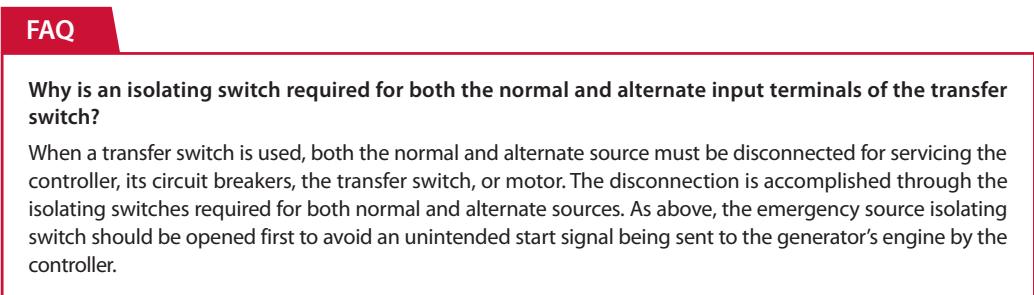 FAQ
Why is an isolating switch required for both the normal and alternate input terminals of the transfer
switch?
When a transfer switch is used, both the normal and alternate source must be disconnected for servicing the
controller, its circuit breakers, the transfer switch, or motor. The disconnection is accomplished through the
isolating switches required for both normal and alternate sources. As above, the emergency source isolating
switch should be opened first to avoid an unintended start signal being sent to the generator’s engine by the
controller.